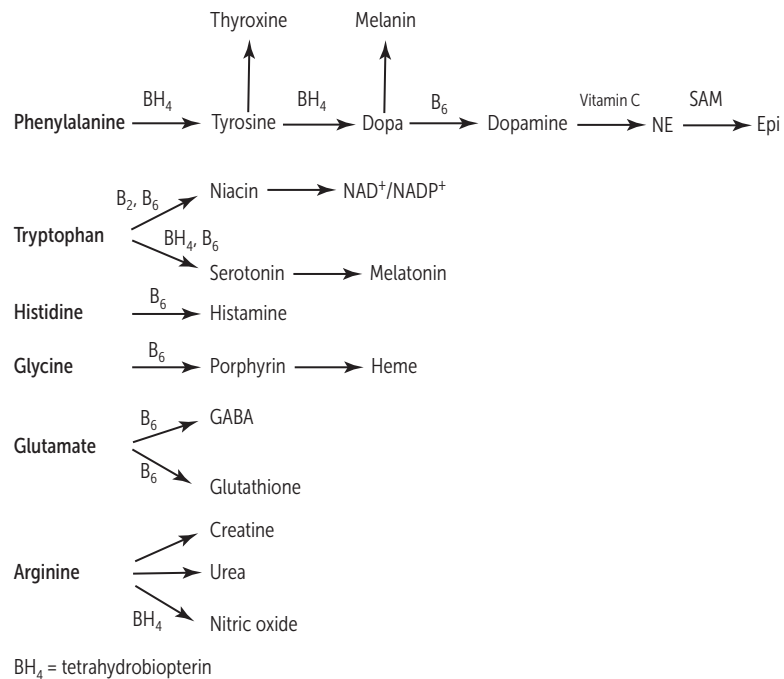 Thyroxine Melanin
BH₄ BH₄ B₆ Vitamin C SAM
Phenylalanine Tyrosine Dopa Dopamine NE Epi
B₂, B₆ Niacin NAD⁺/NADP⁺
Tryptophan
BH₄, B₆
Serotonin Melatonin
B₆
Histidine Histamine
B₆
Glycine Porphyrin Heme
B₆ GABA
Glutamate
B₆
Glutathione
Creatine
Arginine Urea
BH₄ Nitric oxide
BH₄ = tetrahydrobiopterin